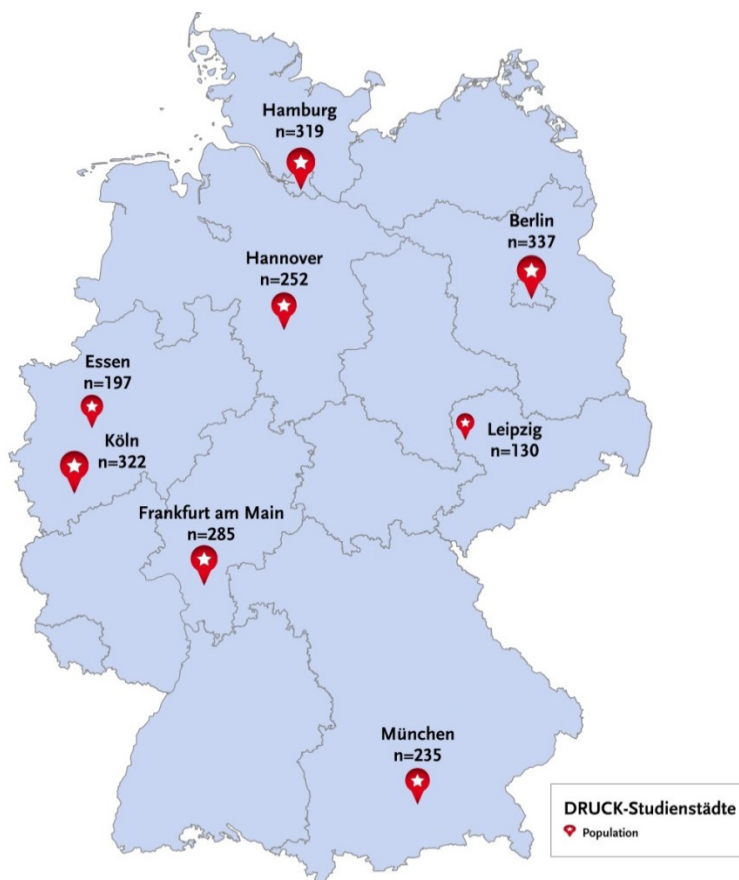 Hamburg
n=319
Berlin
n=337
Hannover
n=252
Essen
n=197
Köln
n=322
Leipzig
n=130
Frankfurt am Main
n=285
München
n=235
DRUCK-Studienstädte
Population